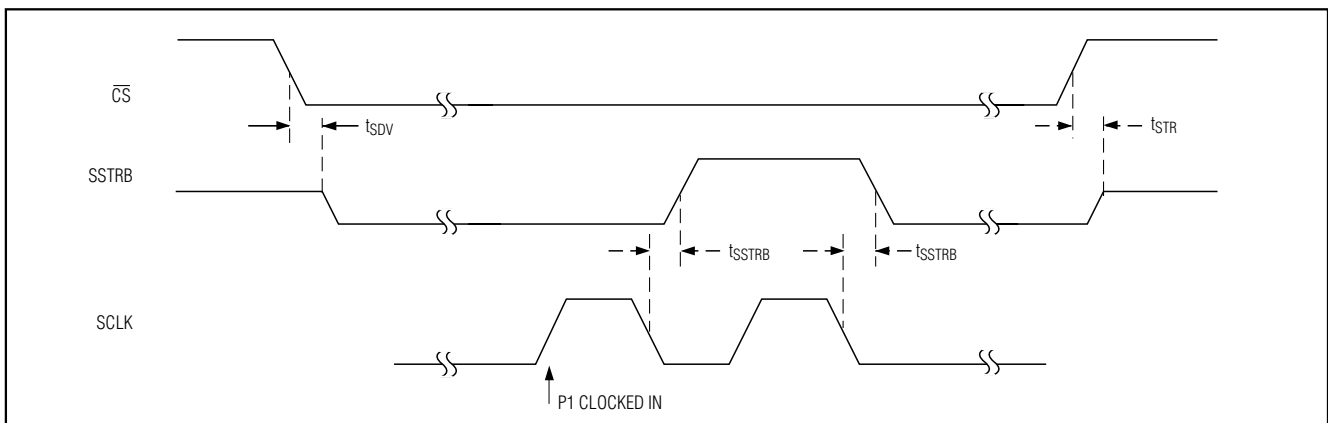 CS
tSDV
tSTR
SSTRB
tSSTRB
tSSTRB
SCLK
P1 CLOCKED IN